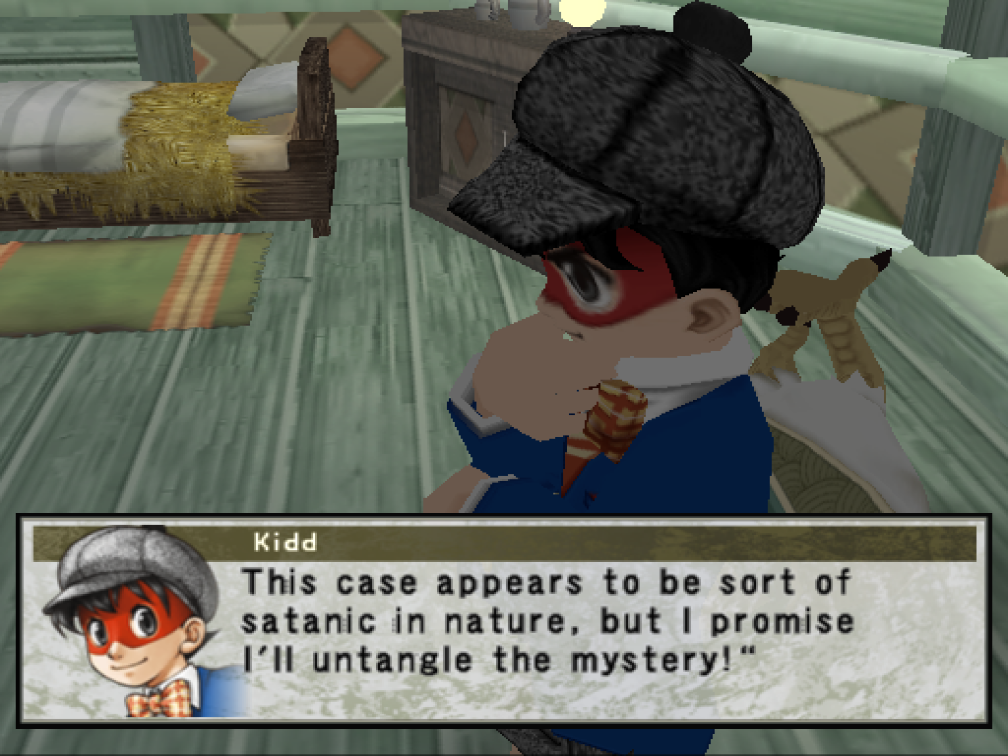 Kidd
This case appears to be sort of
satanic in nature, but I promise
I'll untangle the mystery!“